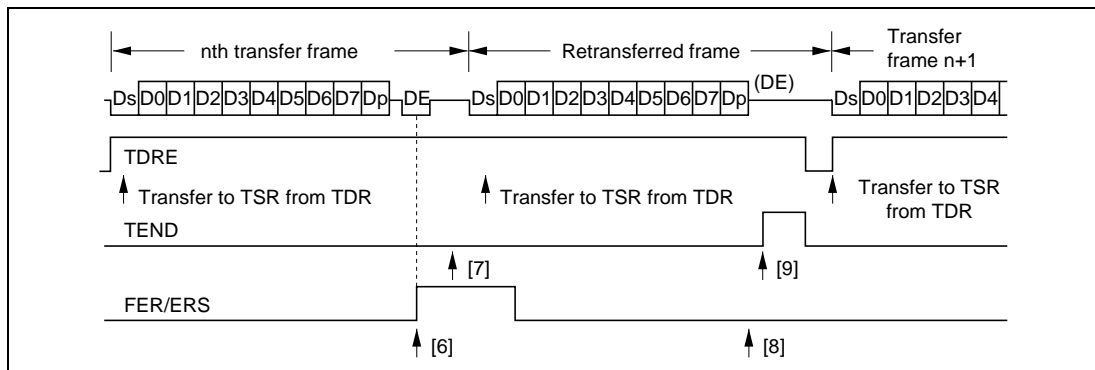 nth transfer frame
Retransferred frame
Transfer
frame n+1
Ds D0 D1 D2 D3 D4 D5 D6 D7 Dp DE
Ds D0 D1 D2 D3 D4 D5 D6 D7 Dp (DE)
Ds D0 D1 D2 D3 D4
TDRE
Transfer to TSR from TDR
Transfer to TSR from TDR
Transfer to TSR
from TDR
TEND
[7]
[9]
FER/ERS
[6]
[8]